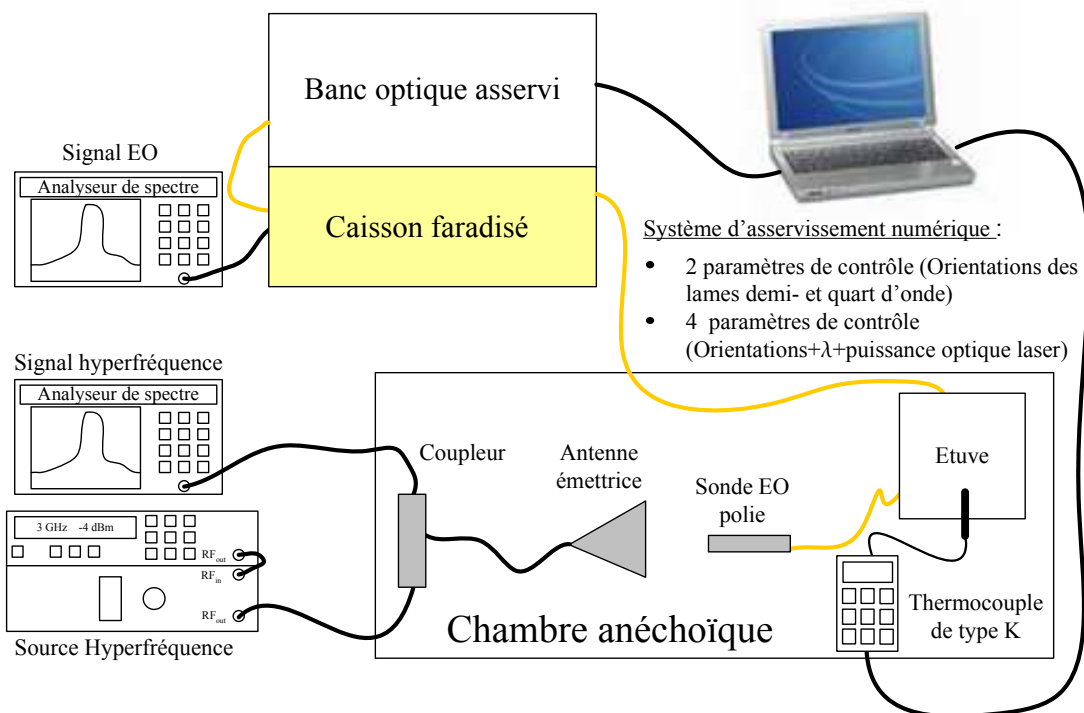 Banc optique asservi
Caisson faradisé
Signal EO
Analyseur de spectre
Système d'asservissement numérique :
• 2 paramètres de contrôle (Orientations des
lames demi- et quart d'onde)
• 4 paramètres de contrôle
(Orientations+λ+puissance optique laser)
Signal hyperfréquence
Analyseur de spectre
3 GHz -4 dBm
RFout
RFin
RFout
Source Hyperfréquence
Coupleur
Antenne
émettrice
Sonde EO
polie
Etuve
Thermocouple
de type K
Chambre anéchoïque